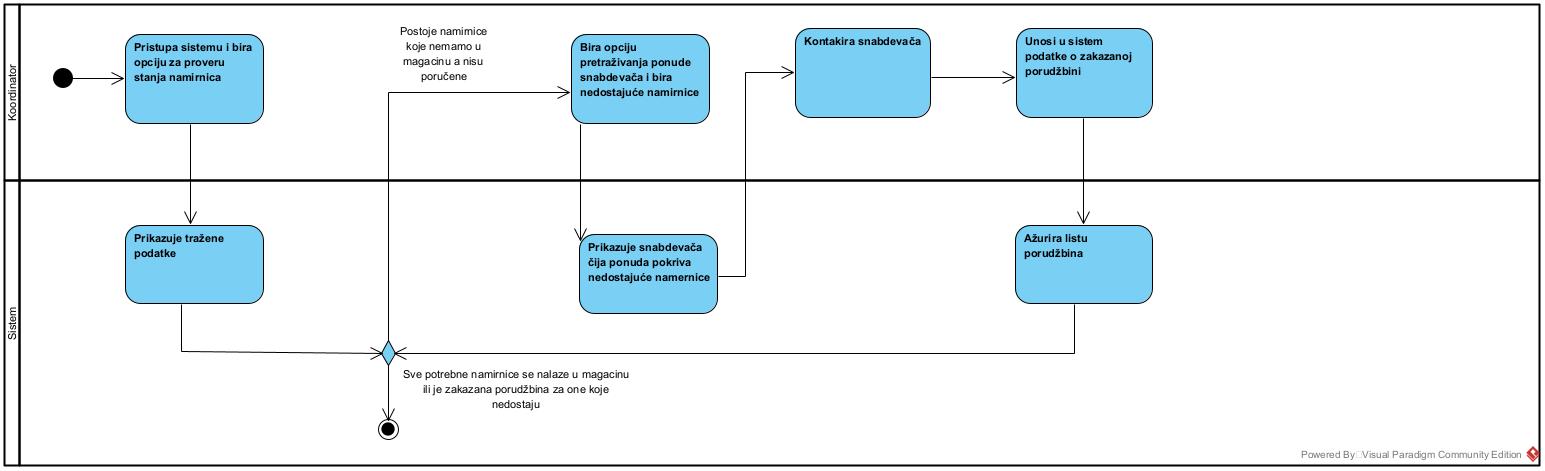 Koordinator
Pristupa sistemu i bira
opciju za proveru
stanja namirnica
Postoje namirnice
koje nemamo u
magacinu a nisu
poručene
Bira opciju
pretraživanja ponude
snabdevača i bira
nedostajuće namirnice
Kontakira snabdevača
Unosi u sistem
podatke o zakazanoj
porudžbini
Sistem
Prikazuje tražene
podatke
Prikazuje snabdevača
čija ponuda pokriva
nedostajuće namernice
Ažurira listu
porudžbina
Sve potrebne namirnice se nalaze u magacinu
ili je zakazana porudžbina za one koje
nedostaju
Powered By Visual Paradigm Community Edition